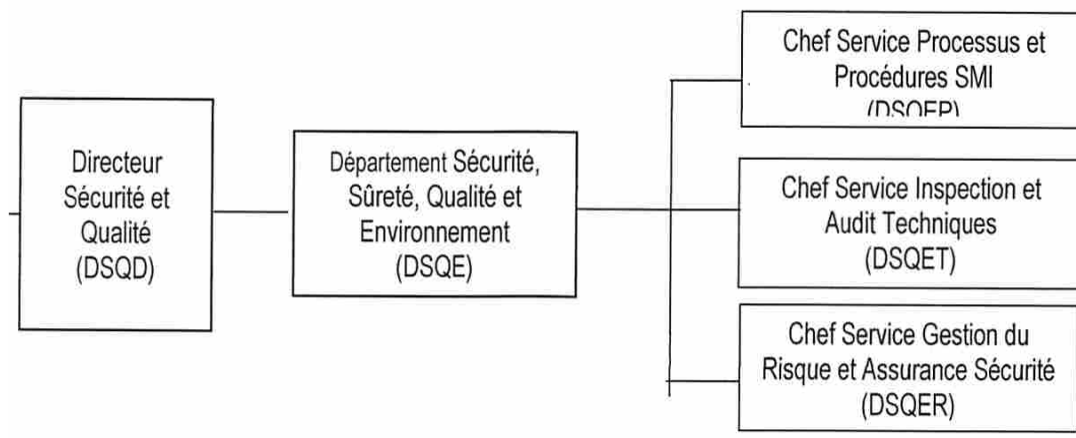 Directeur
Sécurité et
Qualité
(DSQD)
Département Sécurité,
Sûreté, Qualité et
Environnement
(DSQE)
Chef Service Processus et
Procédures SMI
(DSQEP)
Chef Service Inspection et
Audit Techniques
(DSQET)
Chef Service Gestion du
Risque et Assurance Sécurité
(DSQER)